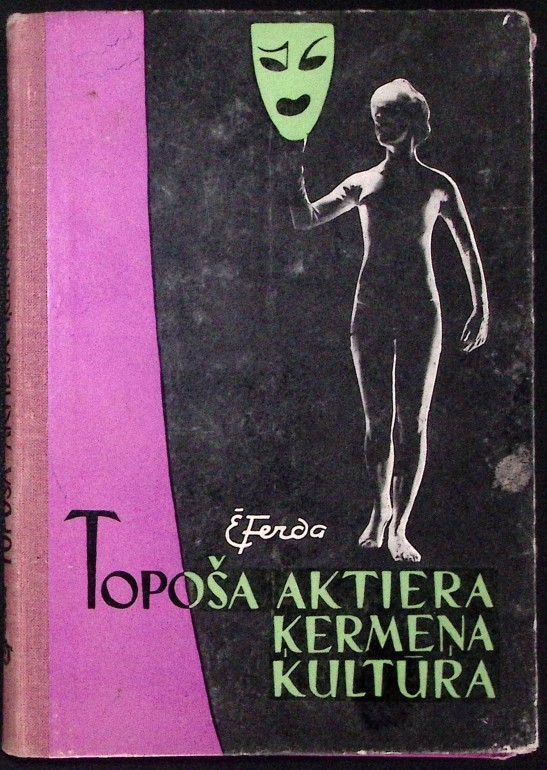 Ē Ferda
TOPOŠA AKTIERA
ĶERMEŅA
KULTŪRA